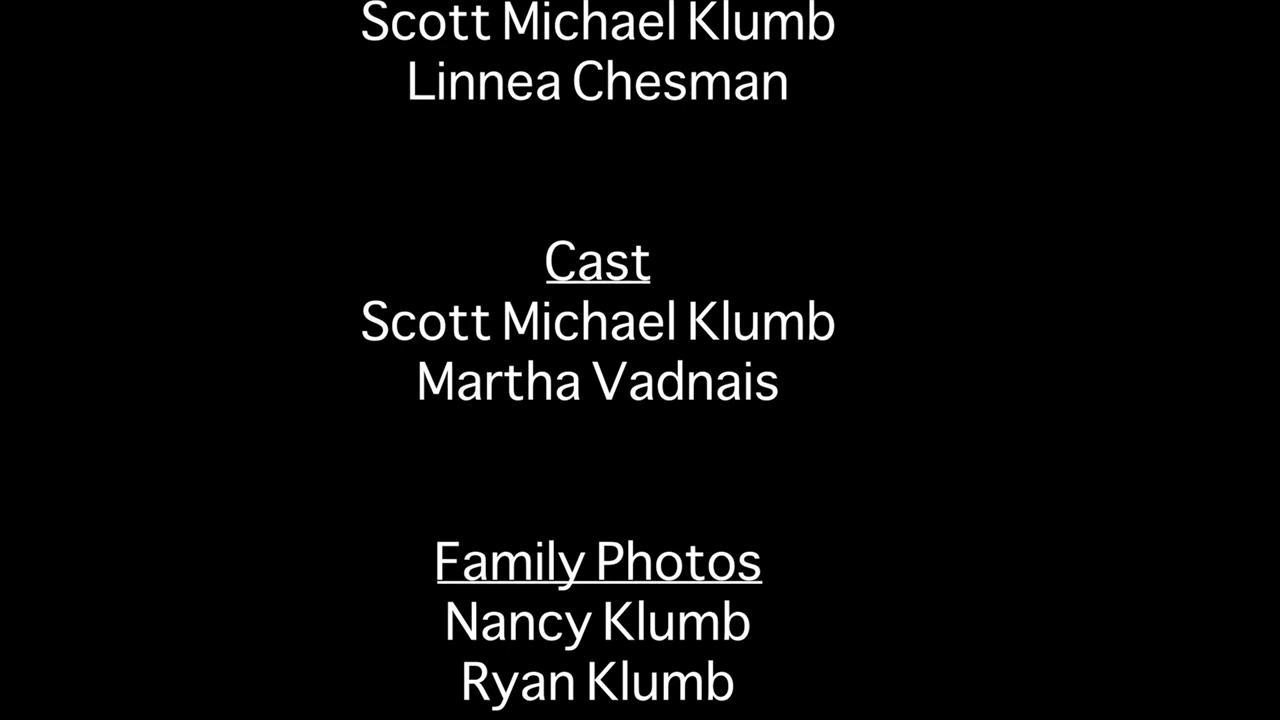 Scott Michael Klumb
Linnea Chesman
Cast
Scott Michael Klumb
Martha Vadnais
Family Photos
Nancy Klumb
Ryan Klumb